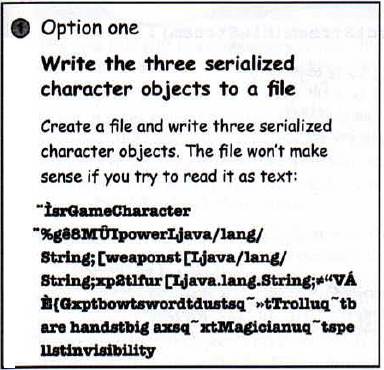 1 Option one
Write the three serialized
character objects to a file
Create a file and write three serialized
character objects. The file won't make
sense if you try to read it as text:
¨ÌsrGameCharacter
¨%gê8MÛIpowerLjava/lang/
String;[weaponst[Ljava/lang/
String;xp2tlfur[Ljava.lang.String;≠“VÁ
È{Gxptbowtswordtdustsq˜»tTrolluq˜tb
are handstbig axsq˜xtMagicianuq˜tspe
llstinvisibility